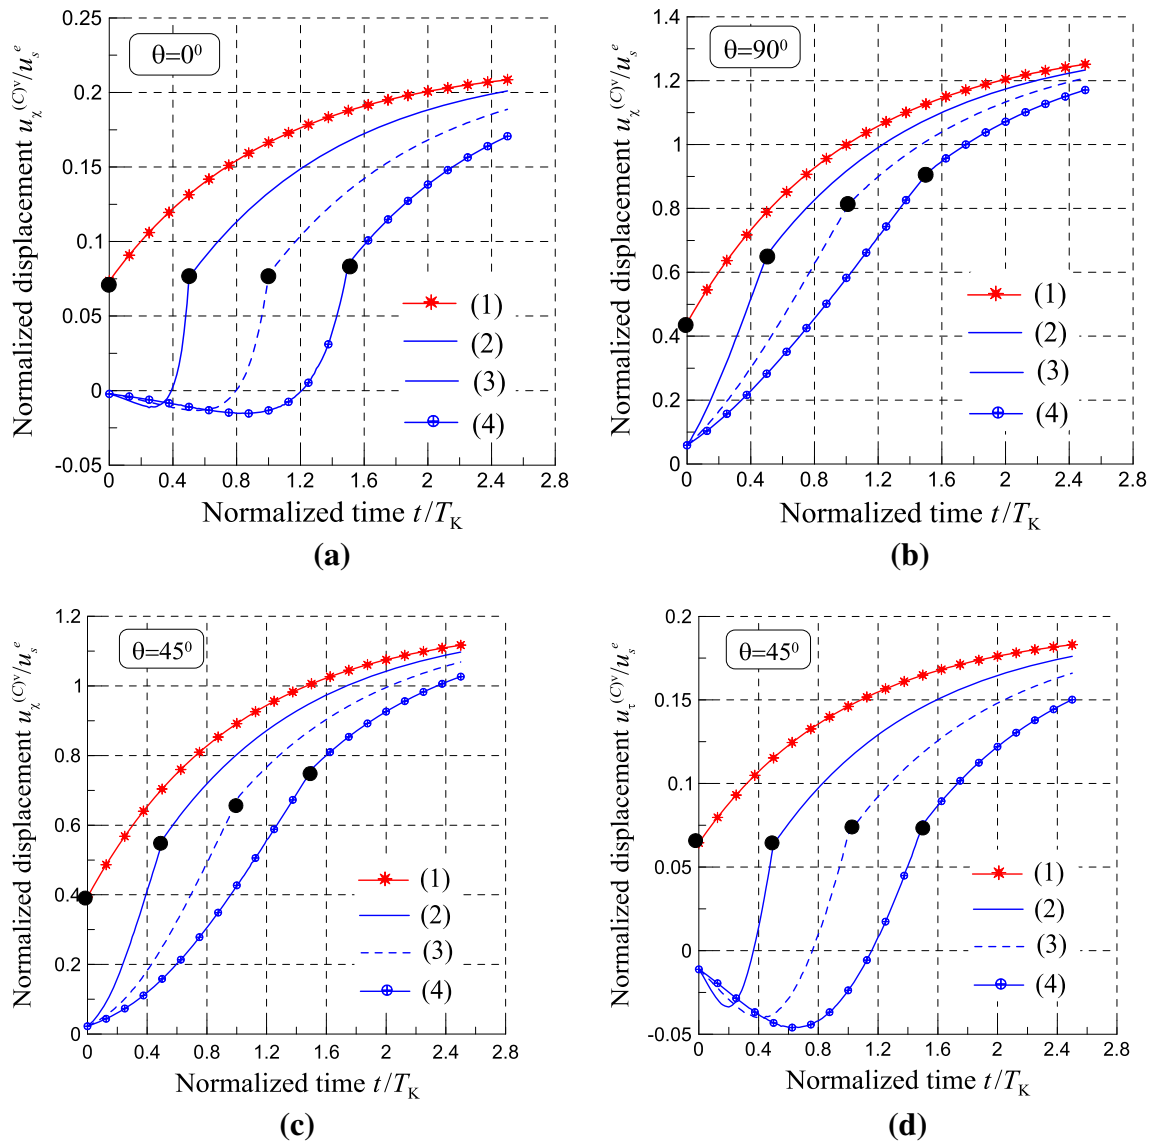 θ=0⁰
Normalized displacement u_χ^(C)y/u_s^e
0.25
0.2
0.15
0.1
0.05
0
-0.05
0 0.4 0.8 1.2 1.6 2 2.4 2.8
Normalized time t/T_K
(1)
(2)
(3)
(4)
(a)
θ=90⁰
Normalized displacement u_χ^(C)y/u_s^e
1.4
1.2
1
0.8
0.6
0.4
0.2
0
0 0.4 0.8 1.2 1.6 2 2.4 2.8
Normalized time t/T_K
(1)
(2)
(3)
(4)
(b)
θ=45⁰
Normalized displacement u_χ^(C)y/u_s^e
1.2
1
0.8
0.6
0.4
0.2
0
0 0.4 0.8 1.2 1.6 2 2.4 2.8
Normalized time t/T_K
(1)
(2)
(3)
(4)
(c)
θ=45⁰
Normalized displacement u_τ^(C)y/u_s^e
0.2
0.15
0.1
0.05
0
-0.05
0 0.4 0.8 1.2 1.6 2 2.4 2.8
Normalized time t/T_K
(1)
(2)
(3)
(4)
(d)